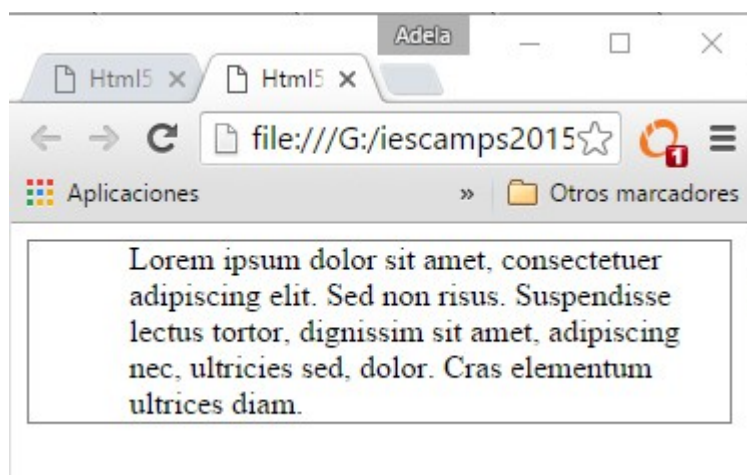 Adela
Html5 Html5
file:///G:/iescamps2015
1
Aplicaciones » Otros marcadores
Lorem ipsum dolor sit amet, consectetuer
adipiscing elit. Sed non risus. Suspendisse
lectus tortor, dignissim sit amet, adipiscing
nec, ultricies sed, dolor. Cras elementum
ultrices diam.